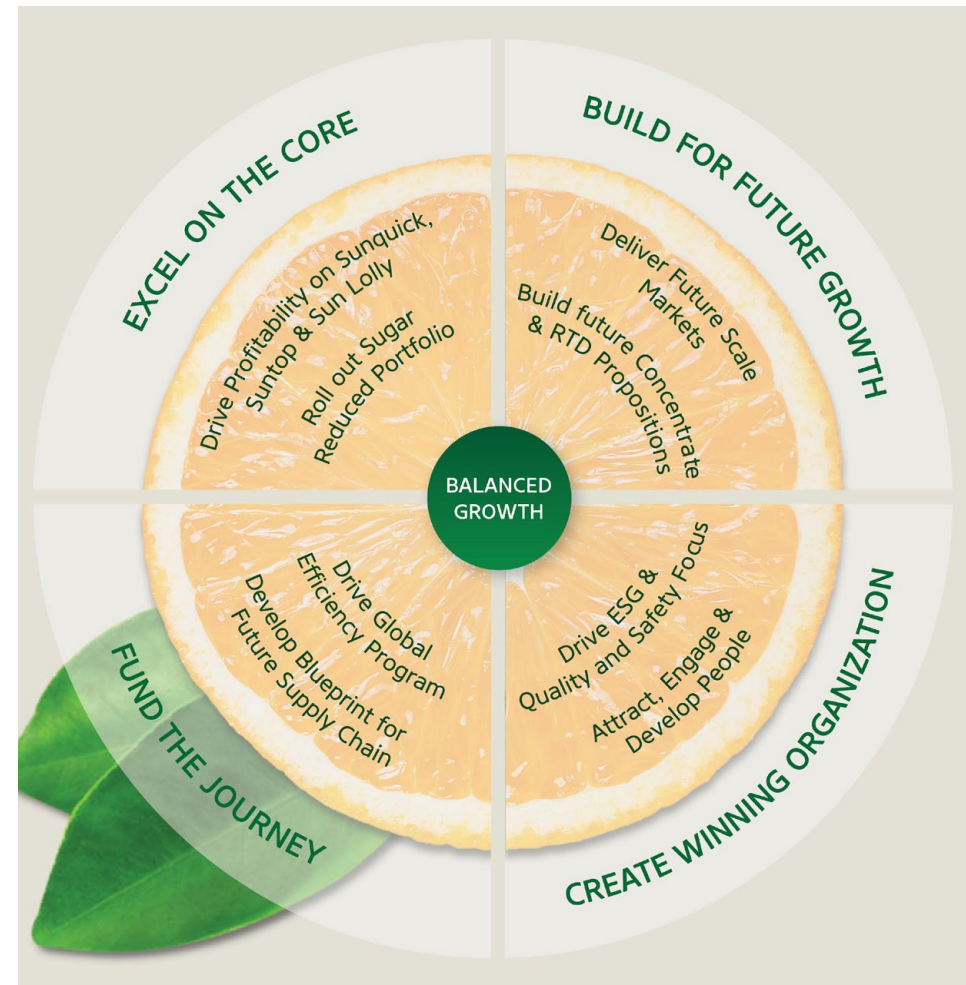 EXCEL ON THE CORE
Drive Profitability on Sunquick,
Suntop & Sun Lolly
Roll out Sugar
Reduced Portfolio
BUILD FOR FUTURE GROWTH
Deliver Future Scale
Markets
Build future Concentrate
& RTD Propositions
BALANCED
GROWTH
FUND THE JOURNEY
Drive Global
Efficiency Program
Develop Blueprint for
Future Supply Chain
CREATE WINNING ORGANIZATION
Drive ESG &
Quality and Safety Focus
Attract, Engage &
Develop People